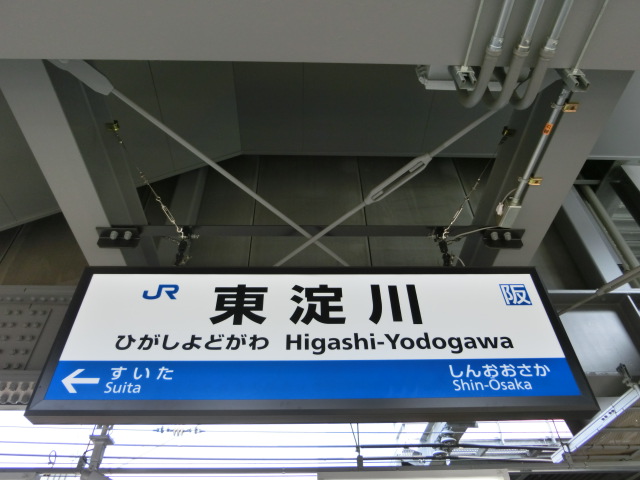 JR 東淀川 阪
ひがしよどがわ Higashi-Yodogawa
← すいた しんおおさか
Suita Shin-Osaka